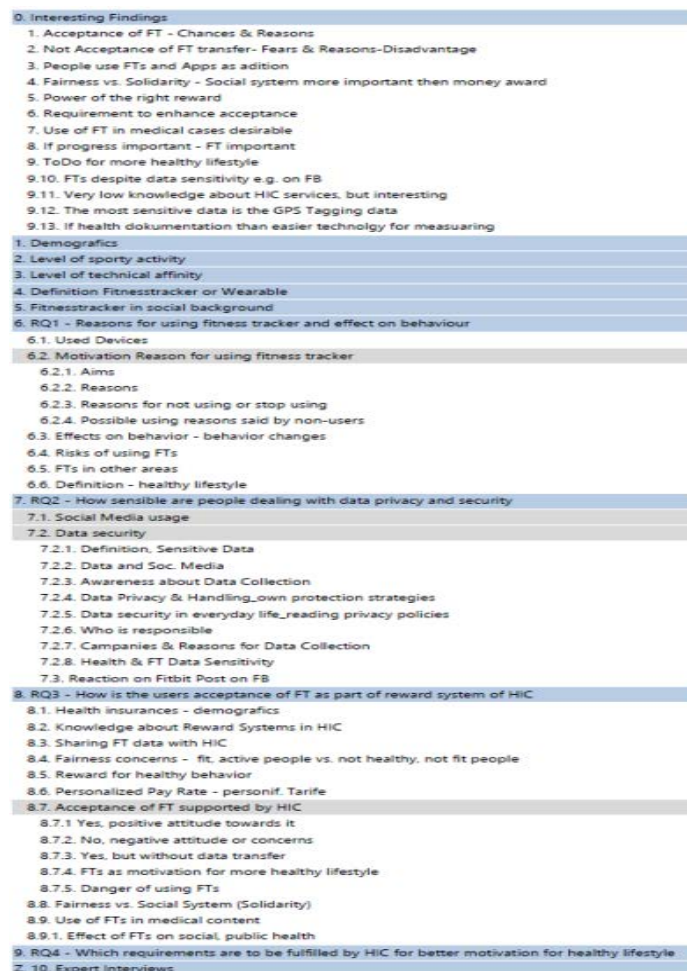 0. Interesting Findings
1. Acceptance of FT - Chances & Reasons
2. Not Acceptance of FT transfer- Fears & Reasons-Disadvantage
3. People use FTs and Apps as adition
4. Fairness vs. Solidarity - Social system more important then money award
5. Power of the right reward
6. Requirement to enhance acceptance
7. Use of FT in medical cases desirable
8. If progress important - FT important
9. ToDo for more healthy lifestyle
9.10. FTs despite data sensitivity e.g. on FB
9.11. Very low knowledge about HIC services, but interesting
9.12. The most sensitive data is the GPS Tagging data
9.13. If health dokumentation than easier technolgy for measuaring
1. Demografics
2. Level of sporty activity
3. Level of technical affinity
4. Definition Fitnesstracker or Wearable
5. Fitnesstracker in social background
6. RQ1 - Reasons for using fitness tracker and effect on behaviour
6.1. Used Devices
6.2. Motivation Reason for using fitness tracker
6.2.1. Aims
6.2.2. Reasons
6.2.3. Reasons for not using or stop using
6.2.4. Possible using reasons said by non-users
6.3. Effects on behavior - behavior changes
6.4. Risks of using FTs
6.5. FTs in other areas
6.6. Definition - healthy lifestyle
7. RQ2 - How sensible are people dealing with data privacy and security
7.1. Social Media usage
7.2. Data security
7.2.1. Definition, Sensitive Data
7.2.2. Data and Soc. Media
7.2.3. Awareness about Data Collection
7.2.4. Data Privacy & Handling_own protection strategies
7.2.5. Data security in everyday life_reading privacy policies
7.2.6. Who is responsible
7.2.7. Campanies & Reasons for Data Collection
7.2.8. Health & FT Data Sensitivity
7.3. Reaction on Fitbit Post on FB
8. RQ3 - How is the users acceptance of FT as part of reward system of HIC
8.1. Health insurances - demografics
8.2. Knowledge about Reward Systems in HIC
8.3. Sharing FT data with HIC
8.4. Fairness concerns - fit, active people vs. not healthy, not fit people
8.5. Reward for healthy behavior
8.6. Personalized Pay Rate - personif. Tarife
8.7. Acceptance of FT supported by HIC
8.7.1 Yes, positive attitude towards it
8.7.2. No, negative attitude or concerns
8.7.3. Yes, but without data transfer
8.7.4. FTs as motivation for more healthy lifestyle
8.7.5. Danger of using FTs
8.8. Fairness vs. Social System (Solidarity)
8.9. Use of FTs in medical content
8.9.1. Effect of FTs on social, public health
9. RQ4 - Which requirements are to be fulfilled by HIC for better motivation for healthy lifestyle
7. 10. Expert Interviews